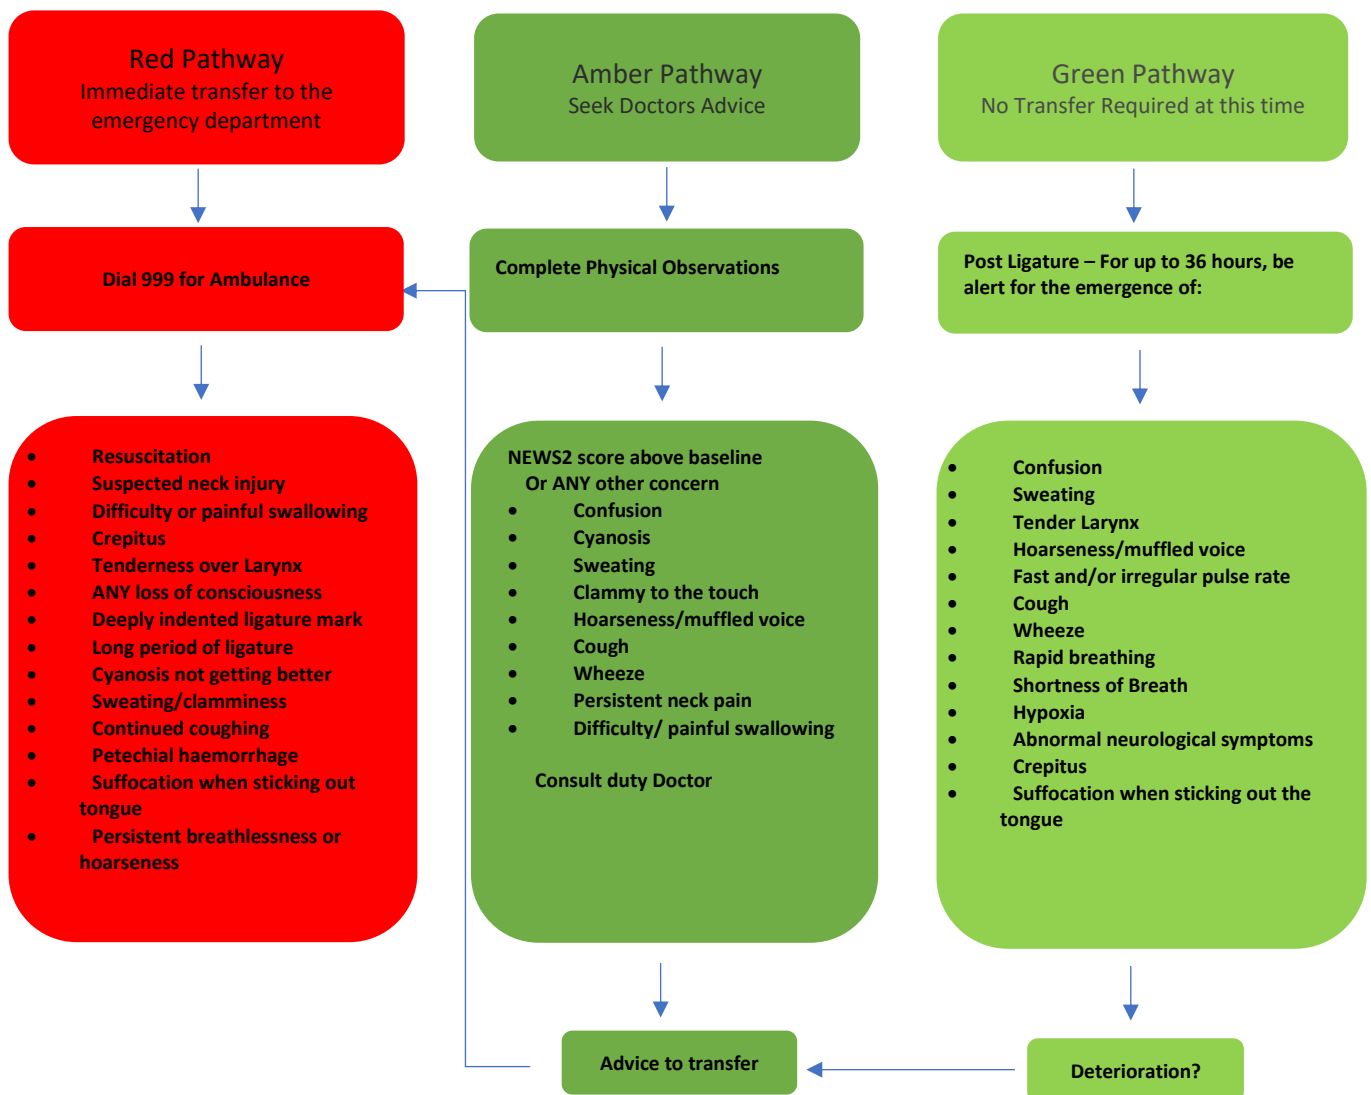 Red Pathway
Immediate transfer to the
emergency department
Dial 999 for Ambulance
• Resuscitation
• Suspected neck injury
• Difficulty or painful swallowing
• Crepitus
• Tenderness over Larynx
• ANY loss of consciousness
• Deeply indented ligature mark
• Long period of ligature
• Cyanosis not getting better
• Sweating/clamminess
• Continued coughing
• Petechial haemorrhage
• Suffocation when sticking out
tongue
• Persistent breathlessness or
hoarseness
Amber Pathway
Seek Doctors Advice
Complete Physical Observations
NEWS2 score above baseline
Or ANY other concern
• Confusion
• Cyanosis
• Sweating
• Clammy to the touch
• Hoarseness/muffled voice
• Cough
• Wheeze
• Persistent neck pain
• Difficulty/ painful swallowing
Consult duty Doctor
Advice to transfer
Green Pathway
No Transfer Required at this time
Post Ligature – For up to 36 hours, be
alert for the emergence of:
• Confusion
• Sweating
• Tender Larynx
• Hoarseness/muffled voice
• Fast and/or irregular pulse rate
• Cough
• Wheeze
• Rapid breathing
• Shortness of Breath
• Hypoxia
• Abnormal neurological symptoms
• Crepitus
• Suffocation when sticking out the
tongue
Deterioration?